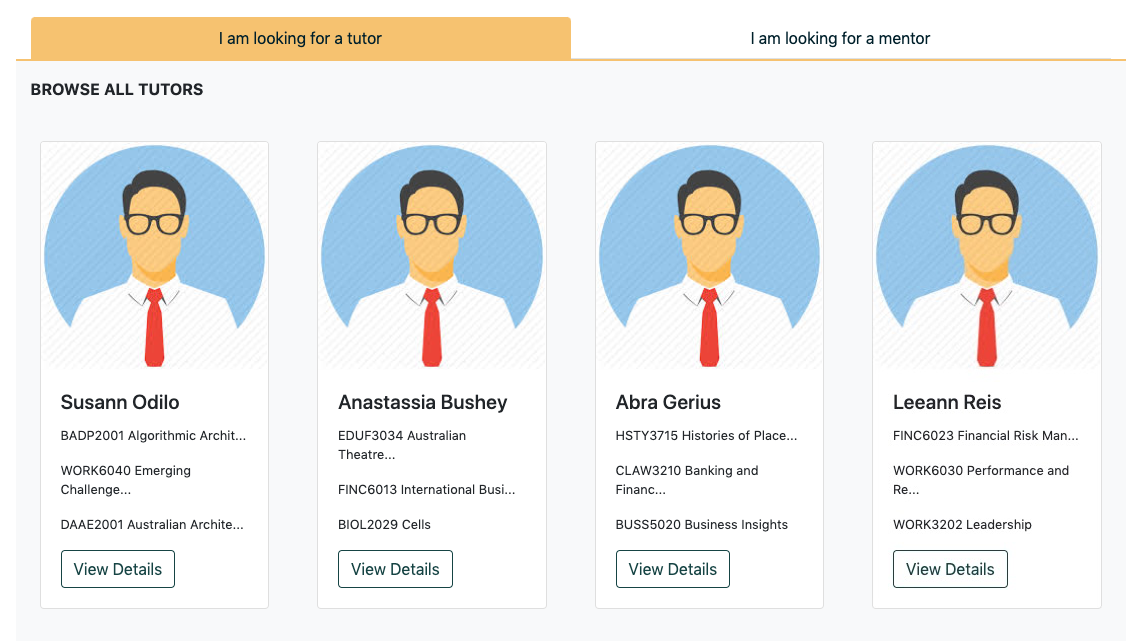 I am looking for a tutor
I am looking for a mentor
BROWSE ALL TUTORS
Susann Odilo
BADP2001 Algorithmic Archit...
WORK6040 Emerging
Challenge...
DAAE2001 Australian Archite...
View Details
Anastassia Bushey
EDUF3034 Australian
Theatre...
FINC6013 International Busi...
BIOL2029 Cells
View Details
Abra Gerius
HSTY3715 Histories of Place...
CLAW3210 Banking and
Financ...
BUSS5020 Business Insights
View Details
Leeann Reis
FINC6023 Financial Risk Man...
WORK6030 Performance and
Re...
WORK3202 Leadership
View Details